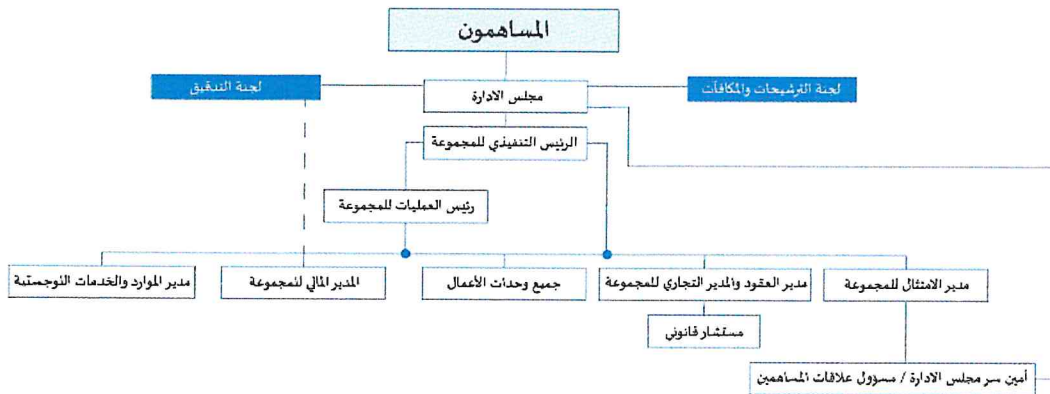 المساهمون
لجنة الترشيحات والمكافآت
لجنة التدقيق
مجلس الادارة
الرئيس التنفيذي للمجموعة
رئيس العمليات للمجموعة
مدير الامتثال للمجموعة
مدير العقود والمدير التجاري للمجموعة
جميع وحدات الأعمال
المدير المالي للمجموعة
مدير الموارد والخدمات اللوجستية
مستشار قانوني
أمين سر مجلس الادارة / مسؤول علاقات المساهمين